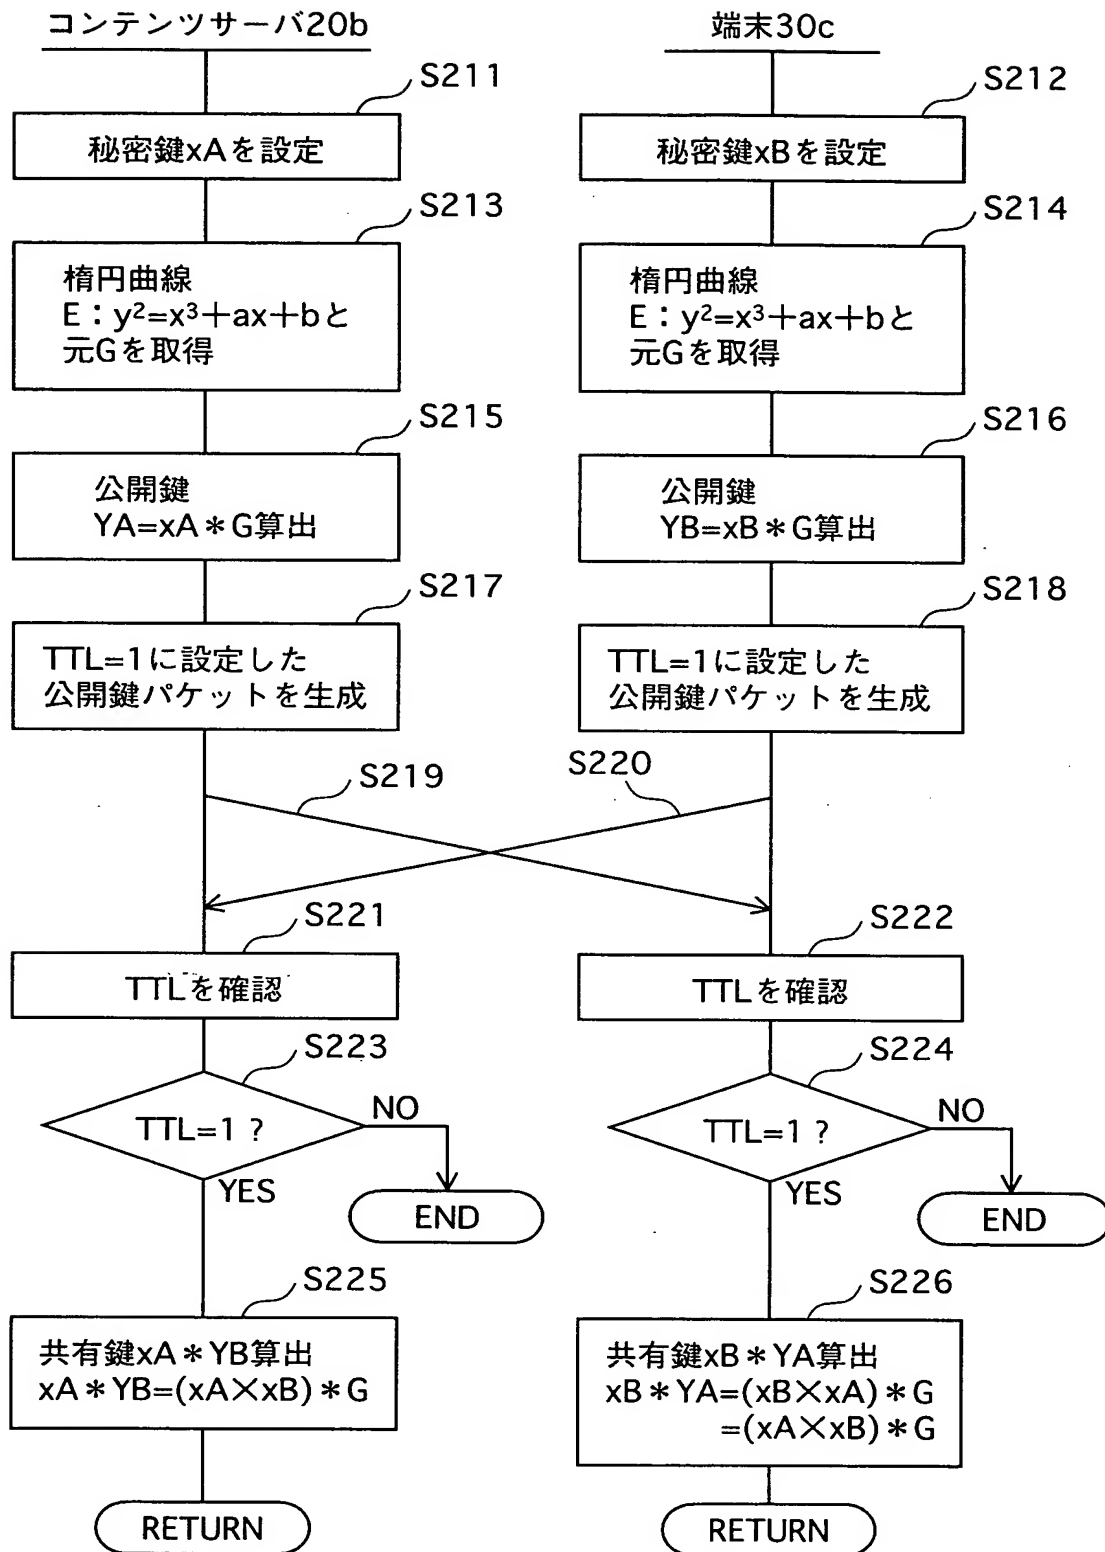 コンテンツサーバ20b
端末30c
S211
S212
秘密鍵xAを設定
秘密鍵xBを設定
S213
S214
楕円曲線
E：y²=x³+ax+bと
元Gを取得
楕円曲線
E：y²=x³+ax+bと
元Gを取得
S215
S216
公開鍵
YA=xA＊G算出
公開鍵
YB=xB＊G算出
S217
S218
TTL=1に設定した
公開鍵パケットを生成
TTL=1に設定した
公開鍵パケットを生成
S219
S220
S221
S222
TTLを確認
TTLを確認
S223
S224
TTL=1？
NO
TTL=1？
NO
YES
END
YES
END
S225
S226
共有鍵xA＊YB算出
xA＊YB=(xA×xB)＊G
共有鍵xB＊YA算出
xB＊YA=(xB×xA)＊G
=(xA×xB)＊G
RETURN
RETURN